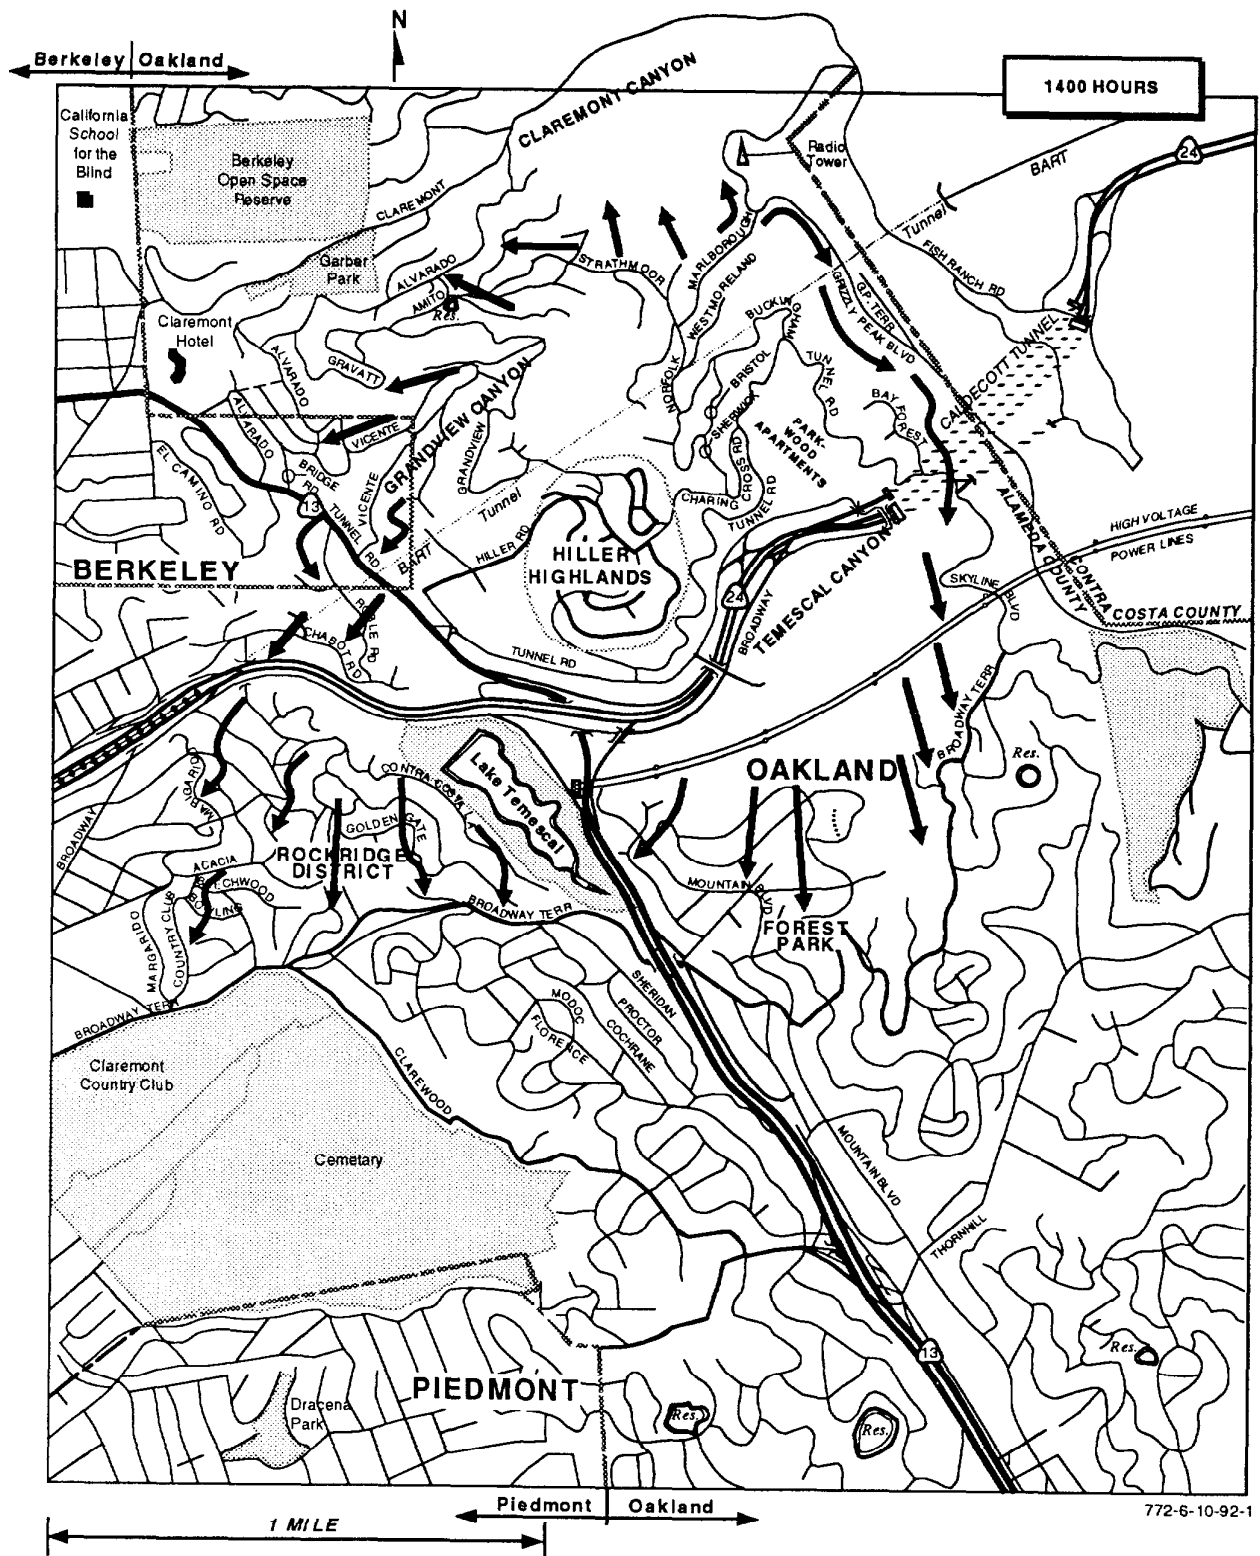 N
Berkeley Oakland
1400 HOURS
California
School
for the
Blind
Berkeley
Open Space
Reserve
CLAREMONT CANYON
Radio
Tower
24
BART
Tunnel
CLAREMONT
Garber
Park
ALVARADO
AMITO
Res.
STRATHMOOR
MARLBOROUGH
WESTMORELAND
NORFOLK
BUCKINGHAM
GRIZZLY PEAK BLVD
G.P. TERR
FISH RANCH RD
CALDECOTT TUNNEL
Claremont
Hotel
ALVARADO
GRAVATT
ALVARADO
VICENTE
GRANDVIEW CANYON
GRANDVIEW
BRISTOL
SHERWICK
TUNNEL RD
BAY FOREST
PARK-
WOOD
APARTMENTS
CROSS RD
CHARING
TUNNEL RD
EL CAMINO RD
BRIDGE
RD
13
TUNNEL RD
VICENTE
Tunnel
BART
HILLER RD
HILLER
HIGHLANDS
TEMESCAL CANYON
24
BROADWAY
ALAMEDA COUNTY
CONTRA
COSTA COUNTY
HIGH VOLTAGE
POWER LINES
SKYLINE BLVD
BERKELEY
ROBLE RD
CHABOT RD
TUNNEL RD
BROADWAY TERR
Res.
OAKLAND
Lake Temescal
CONTRA COSTA
MARGARIDO
BROADWAY
GOLDEN GATE
ROCKRIDGE
DISTRICT
ACACIA
BOWLING
MARGARIDO
COUNTRY CLUB
BROADWAY TERR
MOUNTAIN BLVD
FOREST
PARK
BROADWAY TERR
SHERIDAN
PROCTOR
MODOC
COCHRANE
FLORENCE
Claremont
Country Club
CLAREWOOD
Cemetary
MOUNTAIN BLVD
THORNHILL
13
Res.
PIEDMONT
Dracena
Park
Res.
Res.
Piedmont Oakland
772-6-10-92-1
1 MILE